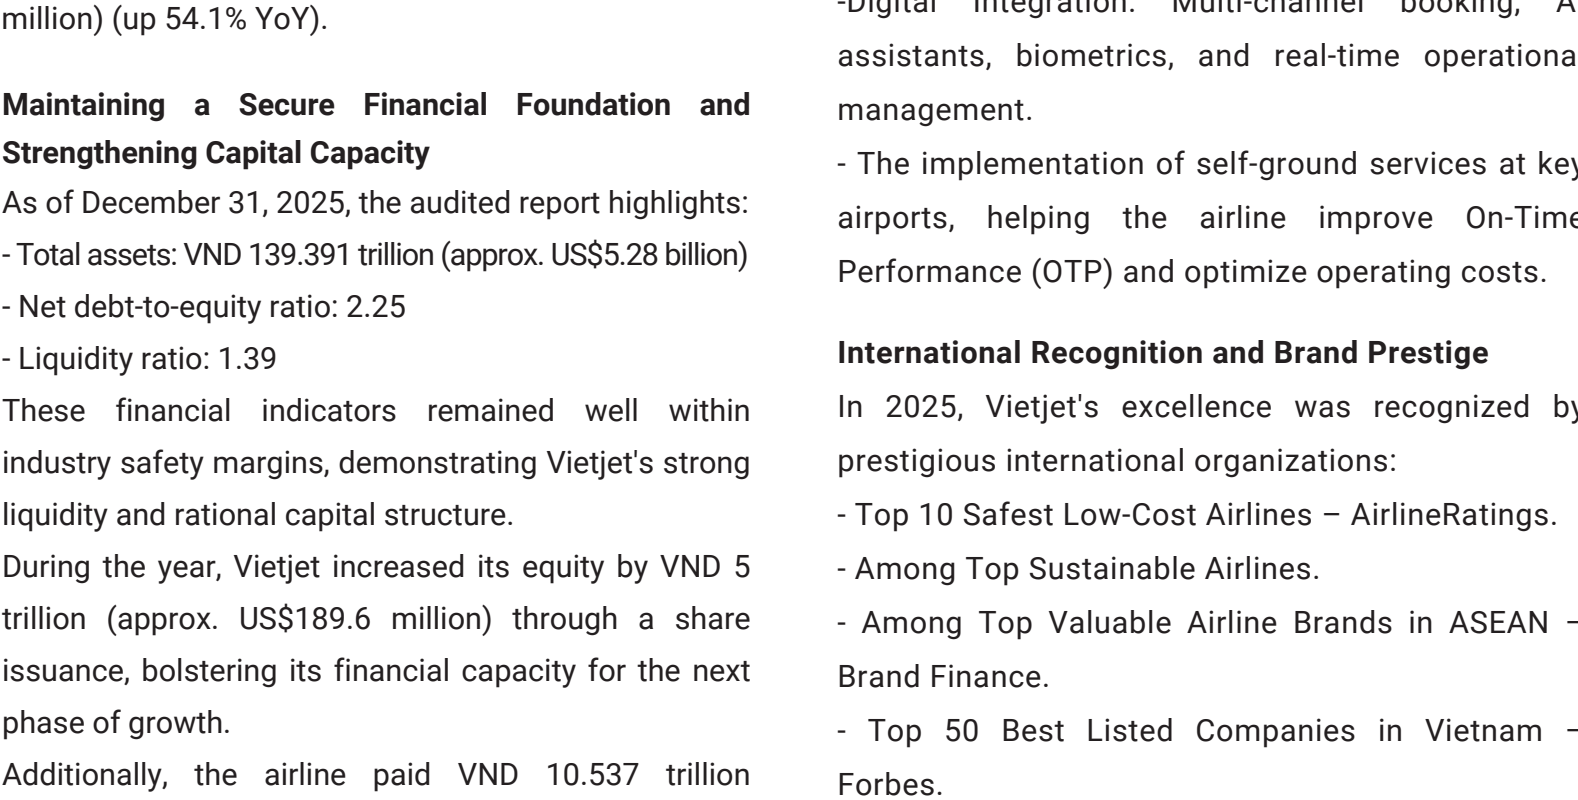 million) (up 54.1% YoY).
Maintaining a Secure Financial Foundation and
Strengthening Capital Capacity
As of December 31, 2025, the audited report highlights:
- Total assets: VND 139.391 trillion (approx. US$5.28 billion)
- Net debt-to-equity ratio: 2.25
- Liquidity ratio: 1.39
These financial indicators remained well within
industry safety margins, demonstrating Vietjet's strong
liquidity and rational capital structure.
During the year, Vietjet increased its equity by VND 5
trillion (approx. US$189.6 million) through a share
issuance, bolstering its financial capacity for the next
phase of growth.
Additionally, the airline paid VND 10.537 trillion
-Digital Integration: Multi-channel booking,
assistants, biometrics, and real-time operationa
management.
- The implementation of self-ground services at key
airports, helping the airline improve On-Time
Performance (OTP) and optimize operating costs.
International Recognition and Brand Prestige
In 2025, Vietjet's excellence was recognized by
prestigious international organizations:
- Top 10 Safest Low-Cost Airlines – AirlineRatings.
- Among Top Sustainable Airlines.
- Among Top Valuable Airline Brands in ASEAN –
Brand Finance.
- Top 50 Best Listed Companies in Vietnam –
Forbes.